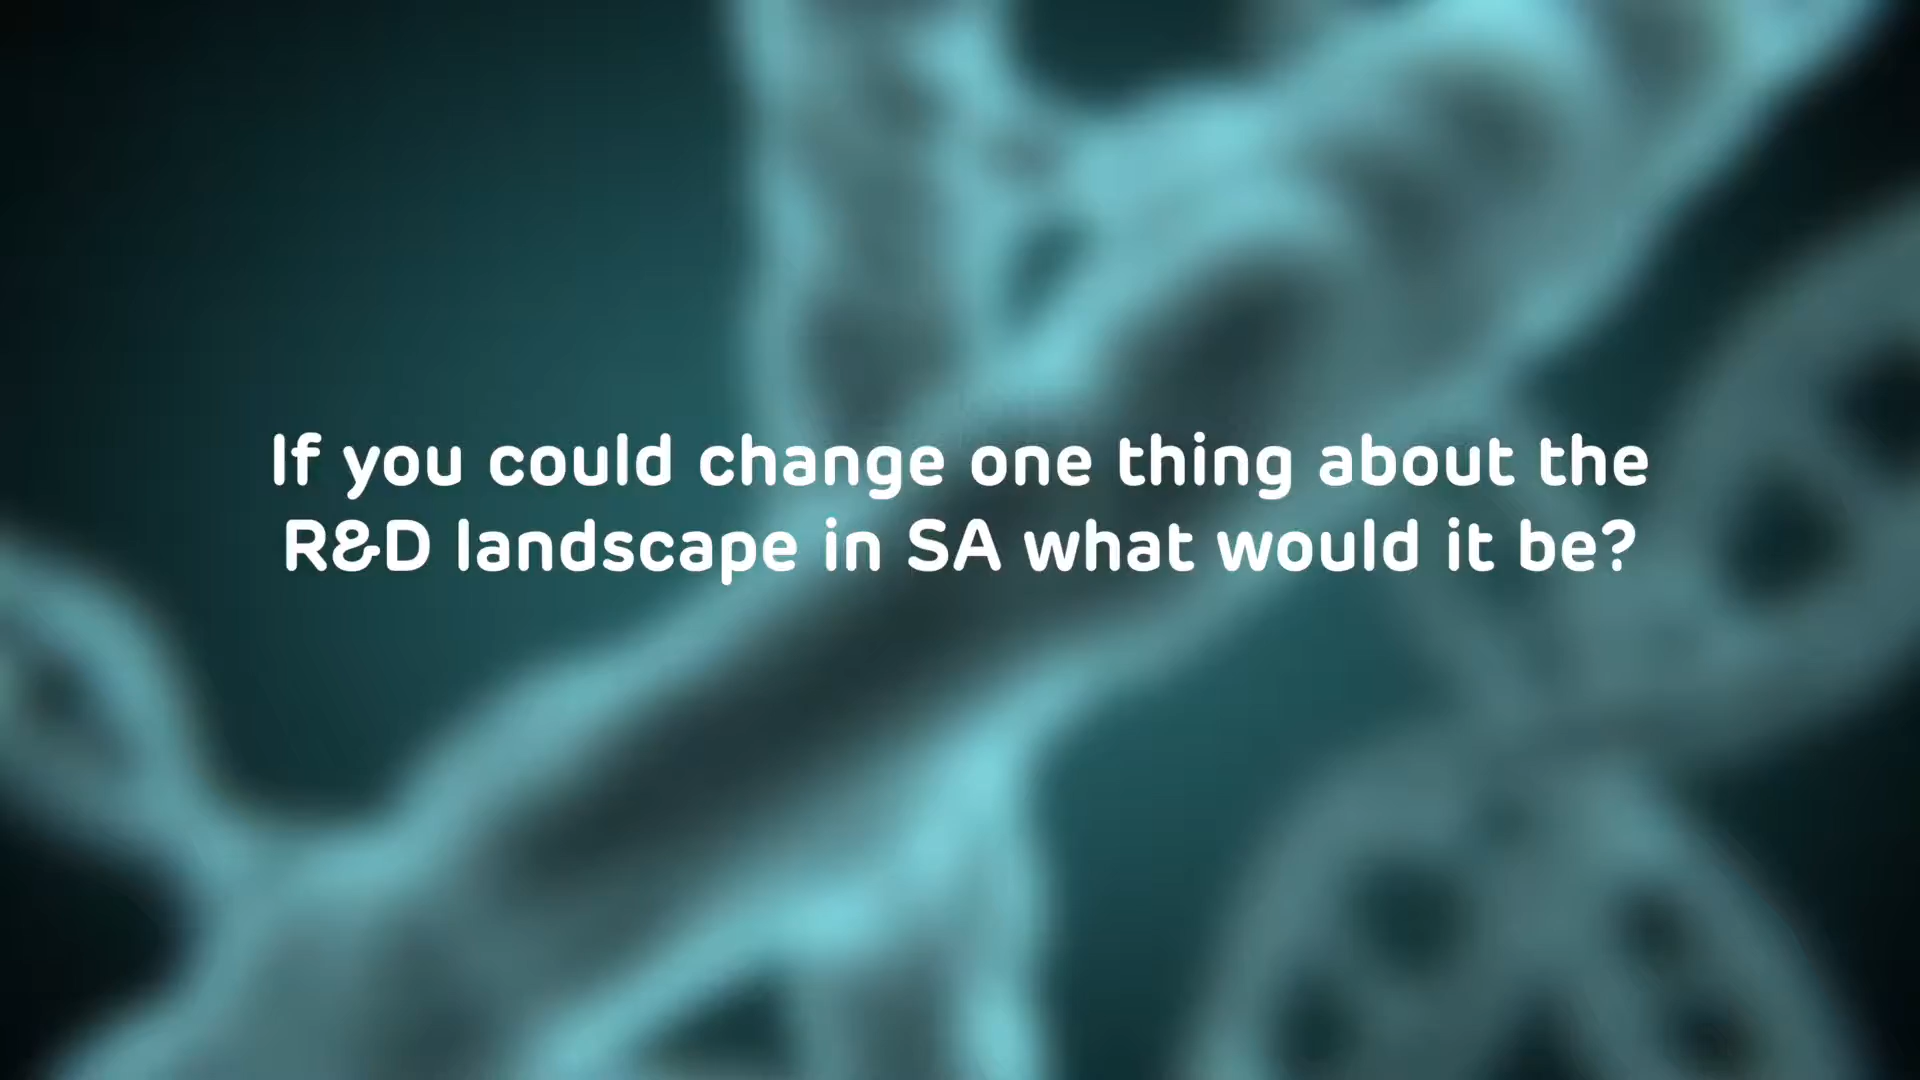 If you could change one thing about the
R&D landscape in SA what would it be?